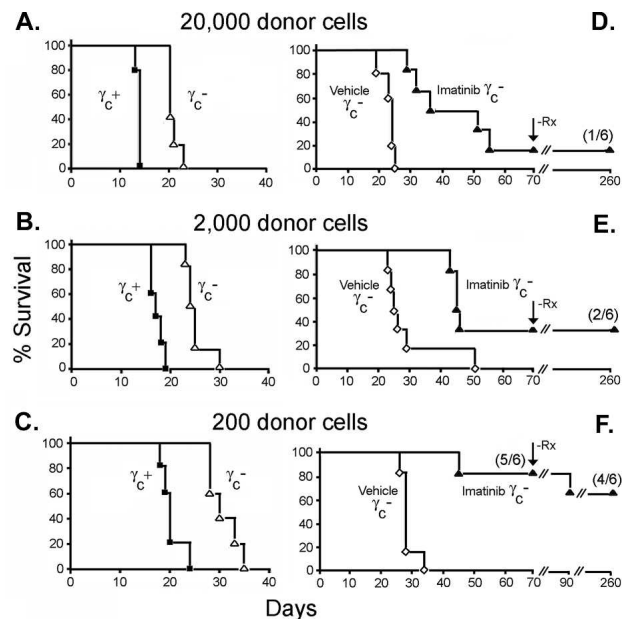 A. 20,000 donor cells D.
100
80
60
40
20
0
γC+ γC-
0 10 20 30 40
100
80
60
40
20
0
Vehicle γC-
Imatinib γC-
-Rx
(1/6)
0 10 20 30 40 50 60 70 260
B. 2,000 donor cells E.
% Survival
100
80
60
40
20
0
γC+ γC-
0 10 20 30 40
100
80
60
40
20
0
Vehicle γC-
Imatinib γC-
-Rx
(2/6)
0 10 20 30 40 50 60 70 260
C. 200 donor cells F.
100
80
60
40
20
0
γC+ γC-
0 10 20 30 40
100
80
60
40
20
0
Vehicle γC-
(5/6)
-Rx
Imatinib γC-
(4/6)
0 10 20 30 40 50 60 70 90 260
Days